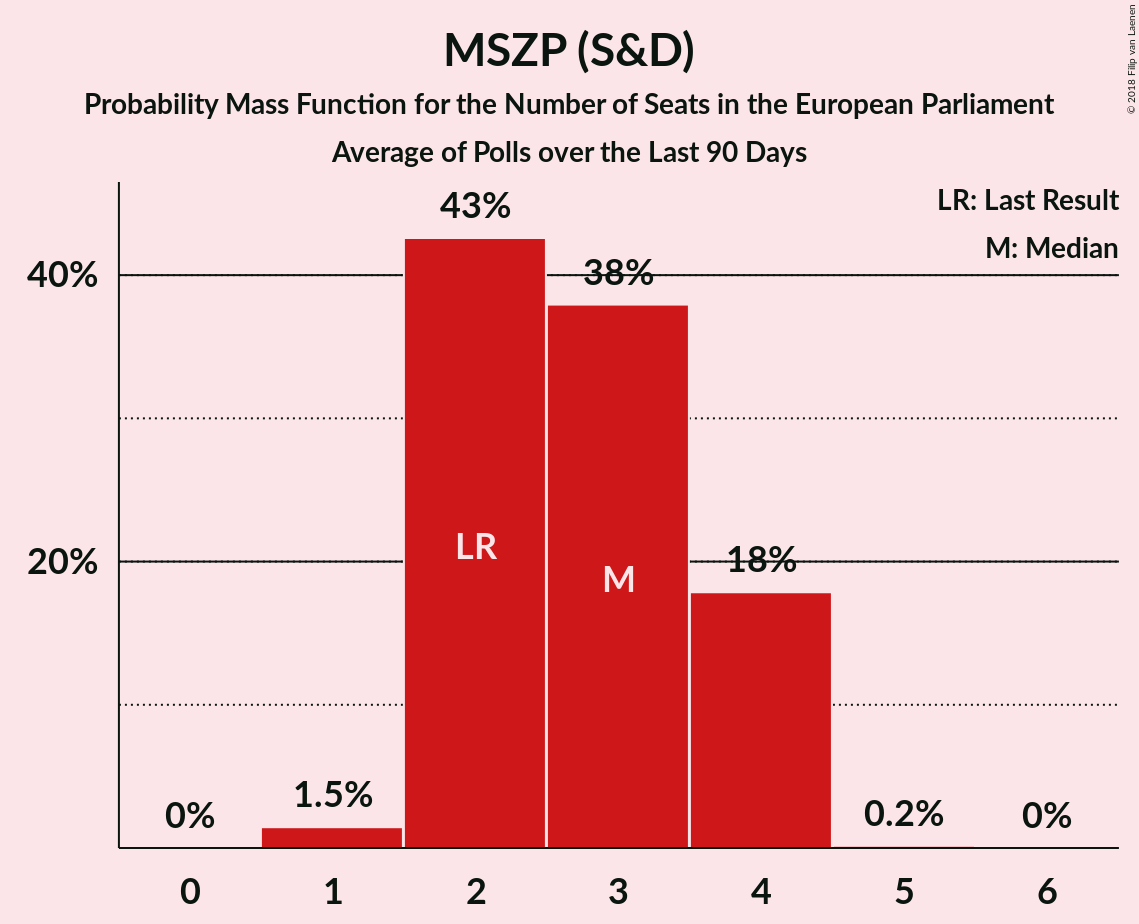 MSZP (S&D)
Probability Mass Function for the Number of Seats in the European Parliament
Average of Polls over the Last 90 Days
© 2018 Filip van Laenen
LR: Last Result
M: Median
43%
40%
38%
LR
M
20%
18%
1.5%
0%
0.2%
0%
0 1 2 3 4 5 6